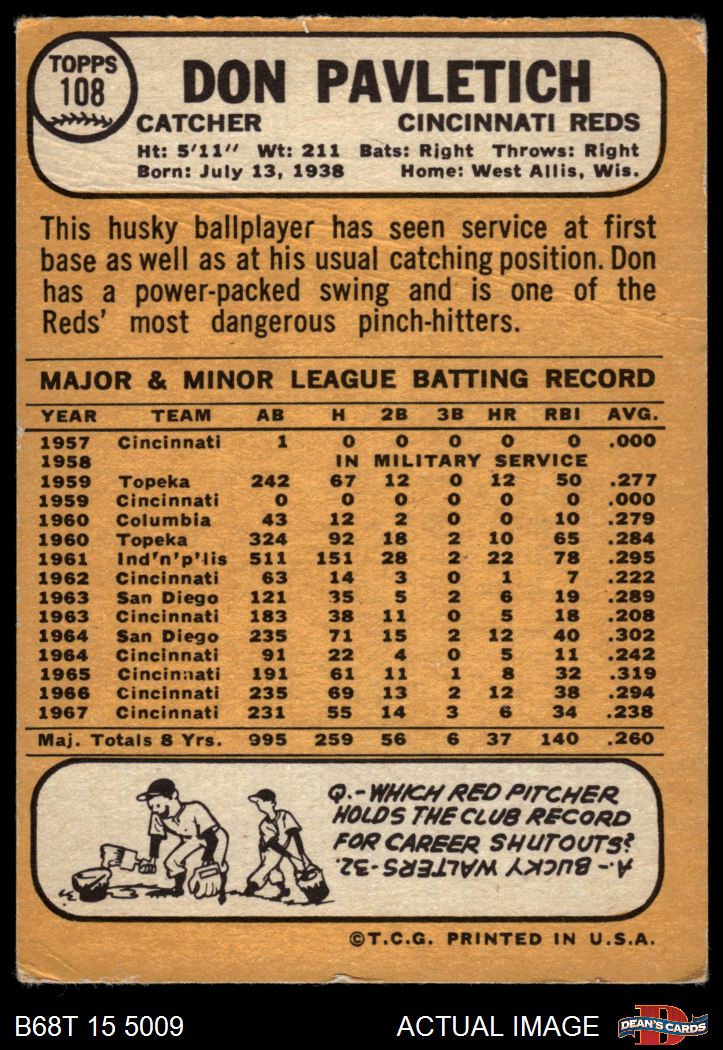 TOPPS
108
DON PAVLETICH
CATCHER CINCINNATI REDS
Ht: 5'11" Wt: 211 Bats: Right Throws: Right
Born: July 13, 1938 Home: West Allis, Wis.
This husky ballplayer has seen service at first
base as well as at his usual catching position. Don
has a power-packed swing and is one of the
Reds' most dangerous pinch-hitters.
MAJOR & MINOR LEAGUE BATTING RECORD
YEAR TEAM AB H 2B 3B HR RBI AVG.
1957 Cincinnati 1 0 0 0 0 0 .000
1958 IN MILITARY SERVICE
1959 Topeka 242 67 12 0 12 50 .277
1959 Cincinnati 0 0 0 0 0 0 .000
1960 Columbia 43 12 2 0 0 10 .279
1960 Topeka 324 92 18 2 10 65 .284
1961 Ind'n'p'lis 511 151 28 2 22 78 .295
1962 Cincinnati 63 14 3 0 1 7 .222
1963 San Diego 121 35 5 2 6 19 .289
1963 Cincinnati 183 38 11 0 5 18 .208
1964 San Diego 235 71 15 2 12 40 .302
1964 Cincinnati 91 22 4 0 5 11 .242
1965 Cincinnati 191 61 11 1 8 32 .319
1966 Cincinnati 235 69 13 2 12 38 .294
1967 Cincinnati 231 55 14 3 6 34 .238
Maj. Totals 8 Yrs. 995 259 56 6 37 140 .260
Q.-WHICH RED PITCHER
HOLDS THE CLUB RECORD
FOR CAREER SHUTOUTS?
A.-BUCKY WALTERS-32.
©T.C.G. PRINTED IN U.S.A.
B68T 15 5009 ACTUAL IMAGE
D
DEAN'S CARDS